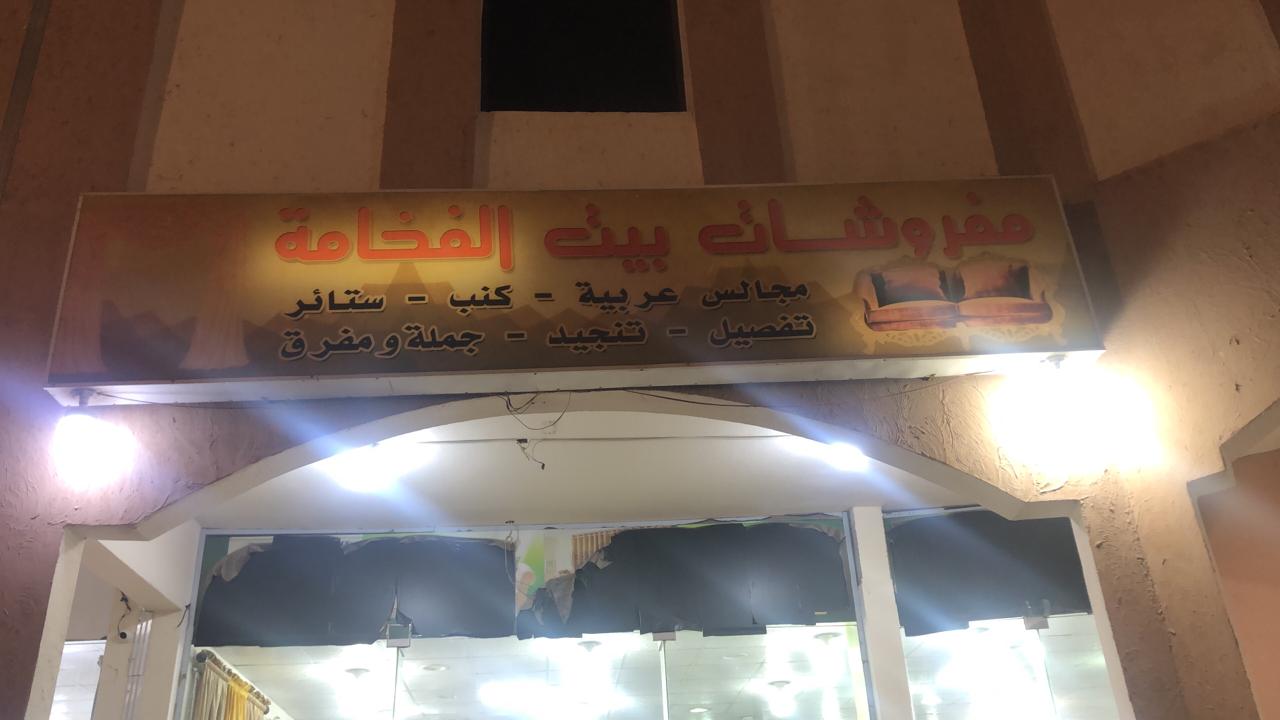 مفروشات بيت الفخامة
مجالس عربية - كنب - ستائر
تفصيل - تنجيد - جملة ومفرق